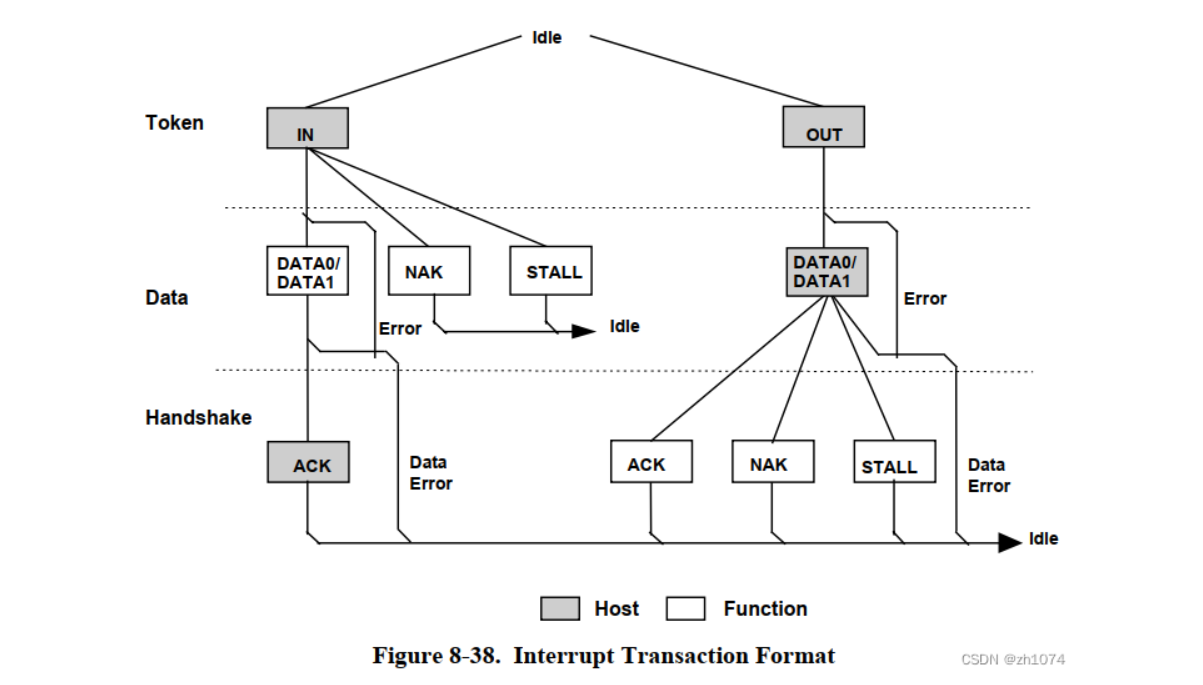 Idle
Token
IN
OUT
DATA0/
DATA1
NAK
STALL
DATA0/
DATA1
Data
Error
Idle
Error
Handshake
ACK
Data
Error
ACK
NAK
STALL
Data
Error
Idle
Host
Function
Figure 8-38. Interrupt Transaction Format
CSDN @zh1074